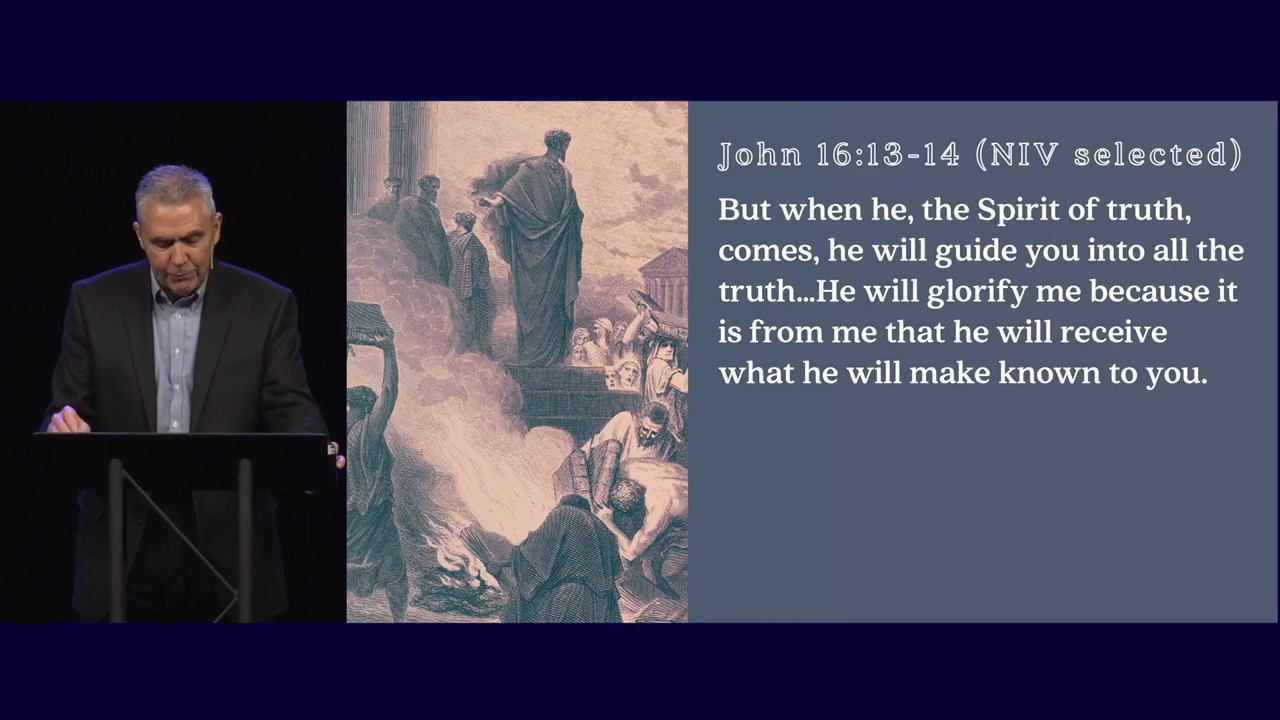 John 16:13-14 (NIV selected)
But when he, the Spirit of truth,
comes, he will guide you into all the
truth...He will glorify me because it
is from me that he will receive
what he will make known to you.